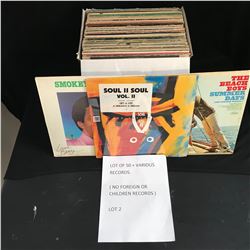 SMOKEY
SOUL II SOUL
VOL. II
THE
BEACH
BOYS
SUMMER
DAYS
LOT OF 50 + VARIOUS
RECORDS
( NO FOREIGN OR
CHILDREN RECORDS )
LOT 2